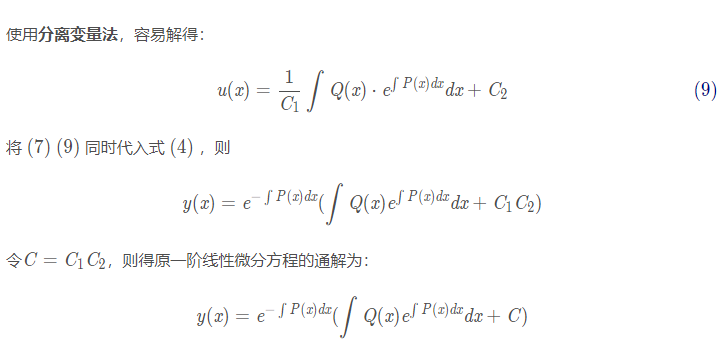 使用分离变量法，容易解得：
u(x) = \frac{1}{C_1} \int Q(x) \cdot e^{\int P(x)dx} dx + C_2 (9)
将 (7) (9) 同时代入式 (4) ，则
y(x) = e^{-\int P(x)dx} (\int Q(x) e^{\int P(x)dx} dx + C_1 C_2)
令C = C_1 C_2，则得原一阶线性微分方程的通解为：
y(x) = e^{-\int P(x)dx} (\int Q(x) e^{\int P(x)dx} dx + C)